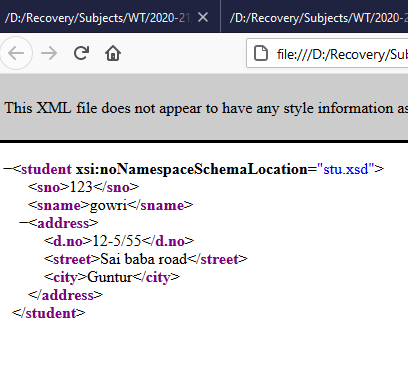 /D:/Recovery/Subjects/WT/2020-21 /D:/Recovery/Subjects/WT/2020-2
file:///D:/Recovery/Sub
This XML file does not appear to have any style information as
−<student xsi:noNamespaceSchemaLocation="stu.xsd">
<sno>123</sno>
<sname>gowri</sname>
−<address>
<d.no>12-5/55</d.no>
<street>Sai baba road</street>
<city>Guntur</city>
</address>
</student>